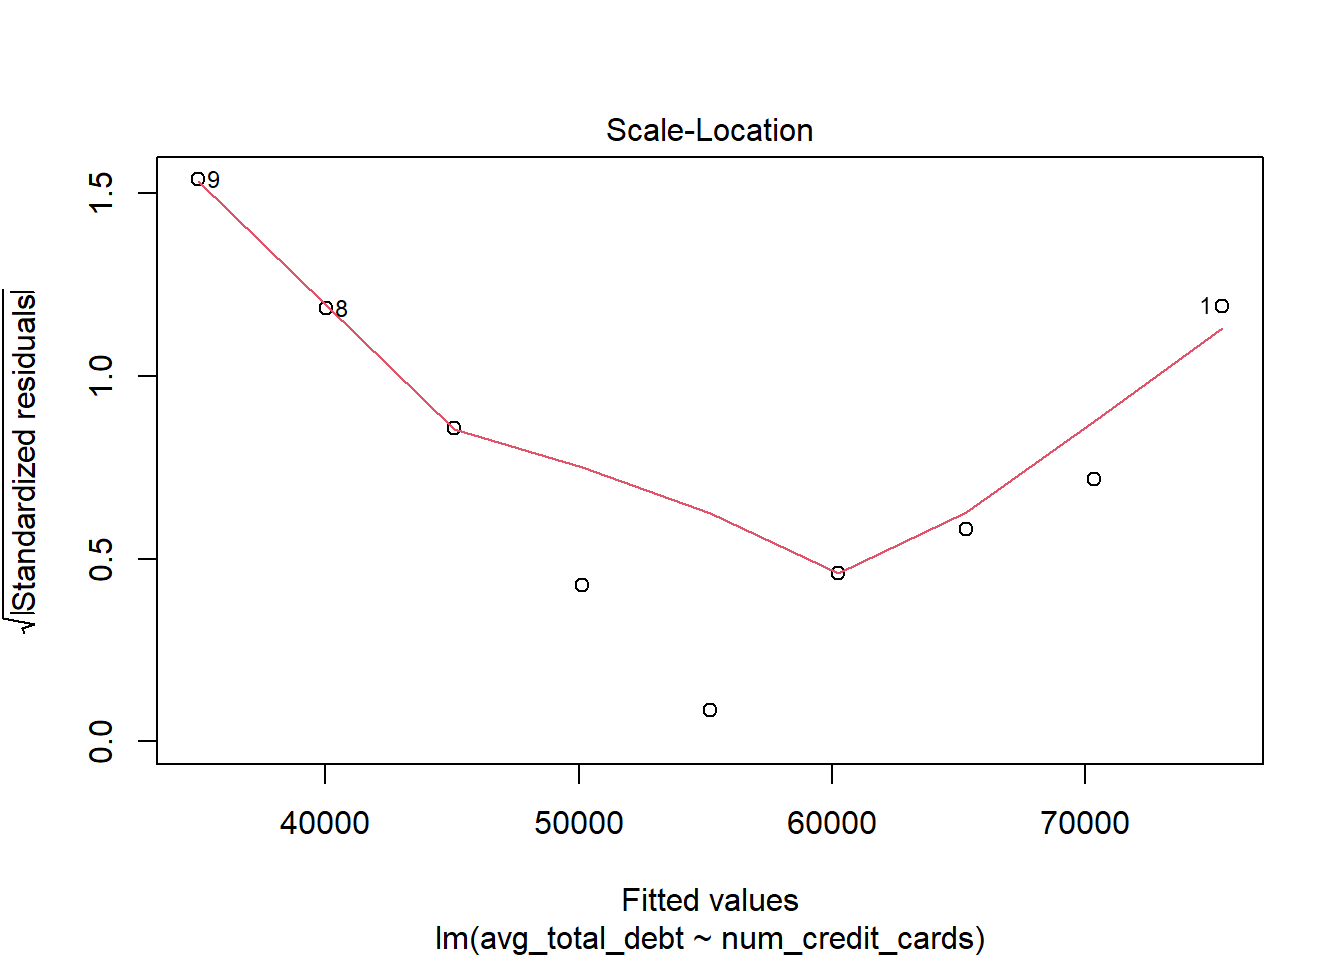 Scale-Location
√|Standardized residuals|
1.5
1.0
0.5
0.0
9
8
1
40000 50000 60000 70000
Fitted values
lm(avg_total_debt ~ num_credit_cards)